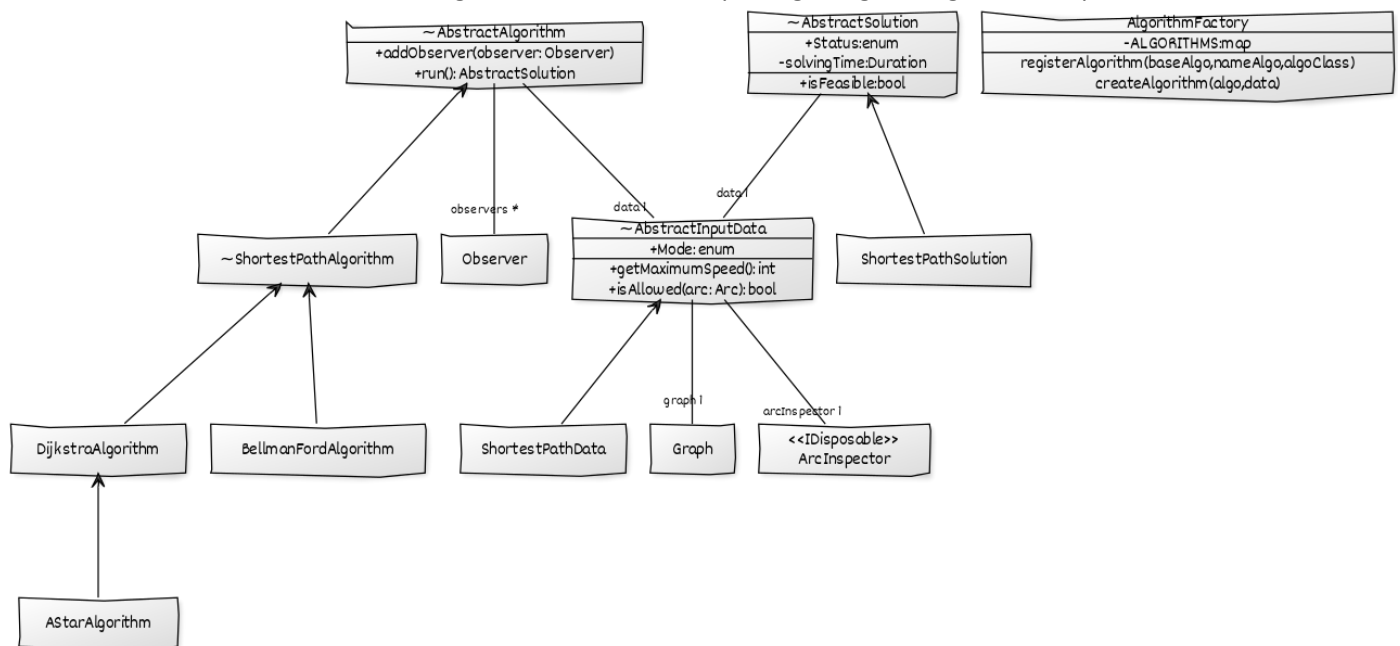 ~AbstractAlgorithm
+addObserver(observer: Observer)
+run(): AbstractSolution
~AbstractSolution
+Status:enum
-solvingTime:Duration
+isFeasible:bool
AlgorithmFactory
-ALGORITHMS:map
registerAlgorithm(baseAlgo,nameAlgo,algoClass)
createAlgorithm(algo,data)
observers *
data 1
data 1
~ShortestPathAlgorithm
Observer
~AbstractInputData
+Mode: enum
+getMaximumSpeed(): int
+isAllowed(arc: Arc): bool
ShortestPathSolution
graph 1
arcInspector 1
DijkstraAlgorithm
BellmanFordAlgorithm
ShortestPathData
Graph
<<IDisposable>>
ArcInspector
AStarAlgorithm